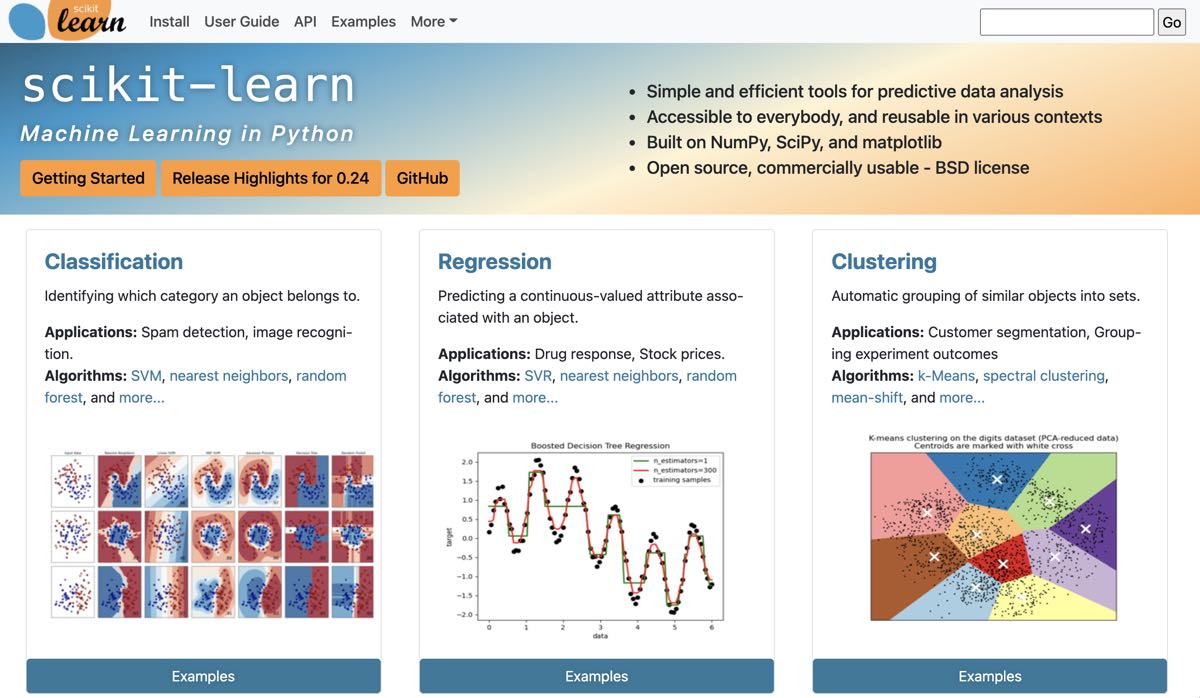 scikit
learn
Install User Guide API Examples More
Go
scikit-learn
Machine Learning in Python
Getting Started
Release Highlights for 0.24
GitHub
Simple and efficient tools for predictive data analysis
Accessible to everybody, and reusable in various contexts
Built on NumPy, SciPy, and matplotlib
Open source, commercially usable - BSD license
Classification
Identifying which category an object belongs to.
Applications: Spam detection, image recogni-
tion.
Algorithms: SVM, nearest neighbors, random
forest, and more...
Examples
Regression
Predicting a continuous-valued attribute asso-
ciated with an object.
Applications: Drug response, Stock prices.
Algorithms: SVR, nearest neighbors, random
forest, and more...
Boosted Decision Tree Regression
n_estimators=1
n_estimators=300
training samples
2.0
1.5
1.0
0.5
0.0
−0.5
−1.0
−1.5
−2.0
target
0 1 2 3 4 5 6
data
Examples
Clustering
Automatic grouping of similar objects into sets.
Applications: Customer segmentation, Group-
ing experiment outcomes
Algorithms: k-Means, spectral clustering,
mean-shift, and more...
K-means clustering on the digits dataset (PCA-reduced data)
Centroids are marked with white cross
Examples